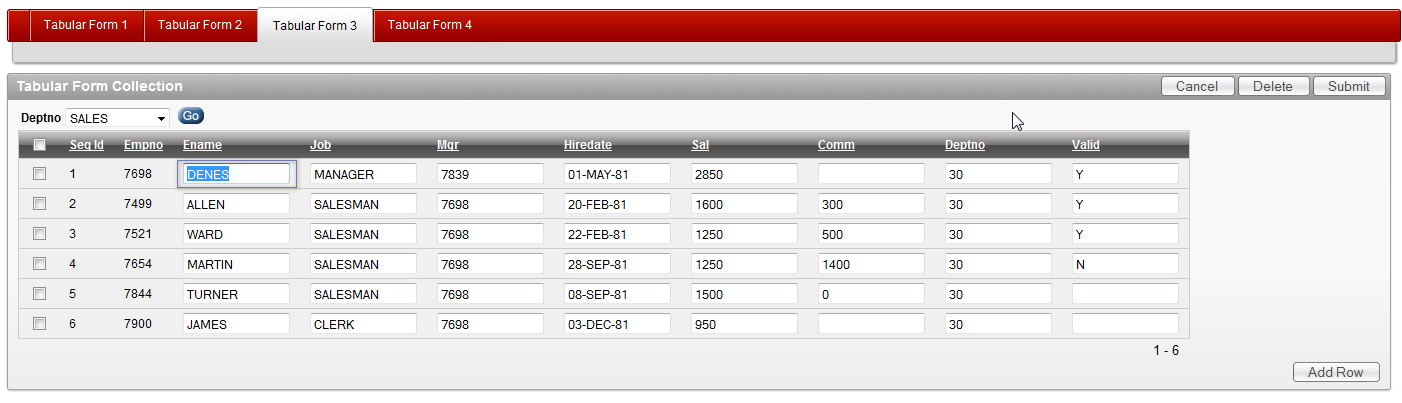 Tabular Form 1 Tabular Form 2 Tabular Form 3 Tabular Form 4
Tabular Form Collection Cancel Delete Submit
Deptno SALES Go
Seq Id Empno Ename Job Mgr Hiredate Sal Comm Deptno Valid
1 7698 DENES MANAGER 7839 01-MAY-81 2850 30 Y
2 7499 ALLEN SALESMAN 7698 20-FEB-81 1600 300 30 Y
3 7521 WARD SALESMAN 7698 22-FEB-81 1250 500 30 Y
4 7654 MARTIN SALESMAN 7698 28-SEP-81 1250 1400 30 N
5 7844 TURNER SALESMAN 7698 08-SEP-81 1500 0 30
6 7900 JAMES CLERK 7698 03-DEC-81 950 30
1 - 6
Add Row